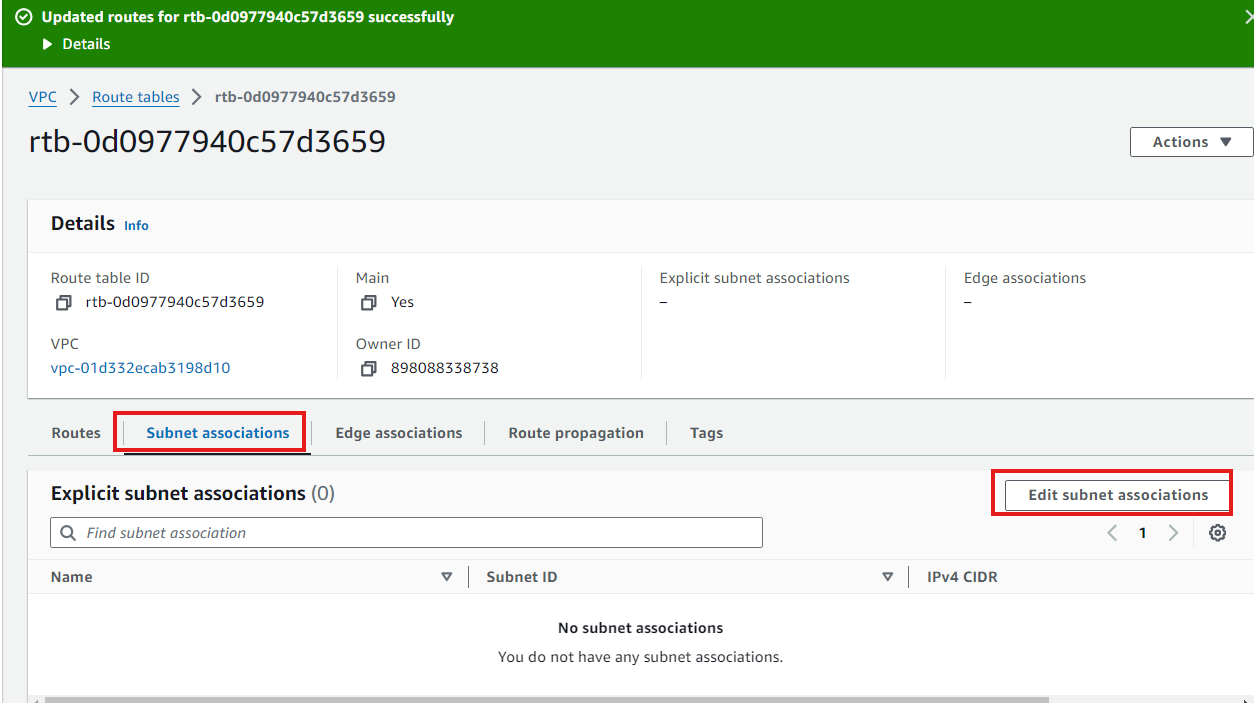 Updated routes for rtb-0d0977940c57d3659 successfully
Details
VPC > Route tables > rtb-0d0977940c57d3659
rtb-0d0977940c57d3659
Actions
Details Info
Route table ID
rtb-0d0977940c57d3659
Main
Yes
Explicit subnet associations
–
Edge associations
–
VPC
vpc-01d332ecab3198d10
Owner ID
898088338738
Routes Subnet associations Edge associations Route propagation Tags
Explicit subnet associations (0)
Edit subnet associations
Find subnet association
1
Name Subnet ID IPv4 CIDR
No subnet associations
You do not have any subnet associations.